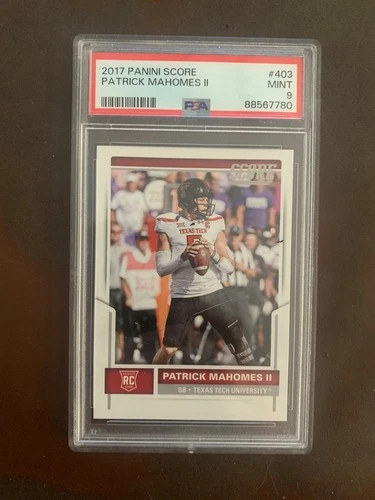 2017 PANINI SCORE #403
PATRICK MAHOMES II MINT
9
PSA 88567780
SCORE
TEXAS TECH
5
RC
PATRICK MAHOMES II
QB • TEXAS TECH UNIVERSITY